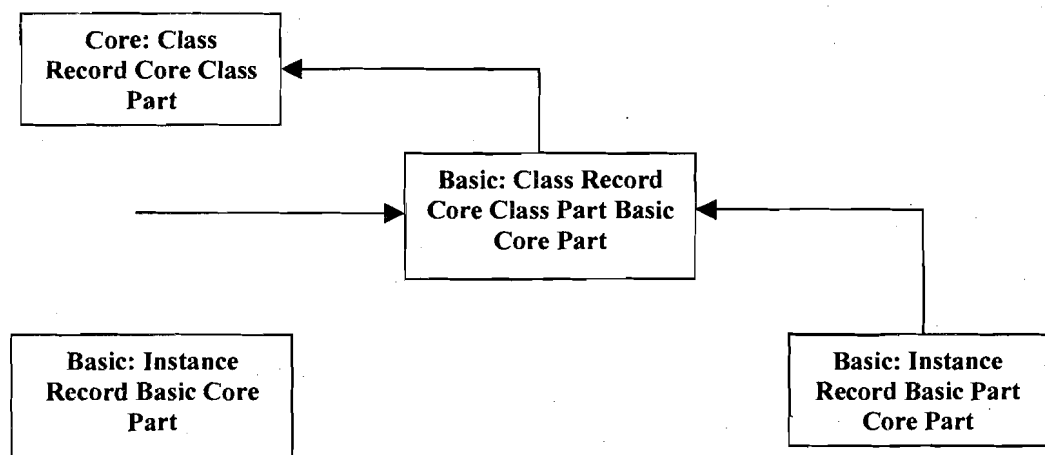 Core: Class
Record Core Class
Part
Basic: Class Record
Core Class Part Basic
Core Part
Basic: Instance
Record Basic Core
Part
Basic: Instance
Record Basic Part
Core Part